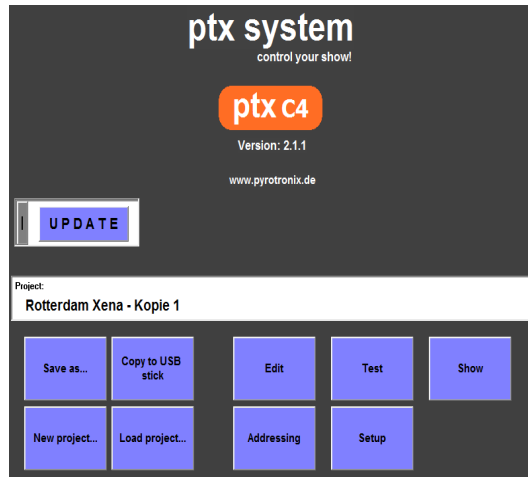 ptx system
control your show!
ptx C4
Version: 2.1.1
www.pyrotronix.de
UPDATE
Project:
Rotterdam Xena - Kopie 1
Save as...
Copy to USB
stick
Edit
Test
Show
New project...
Load project...
Addressing
Setup